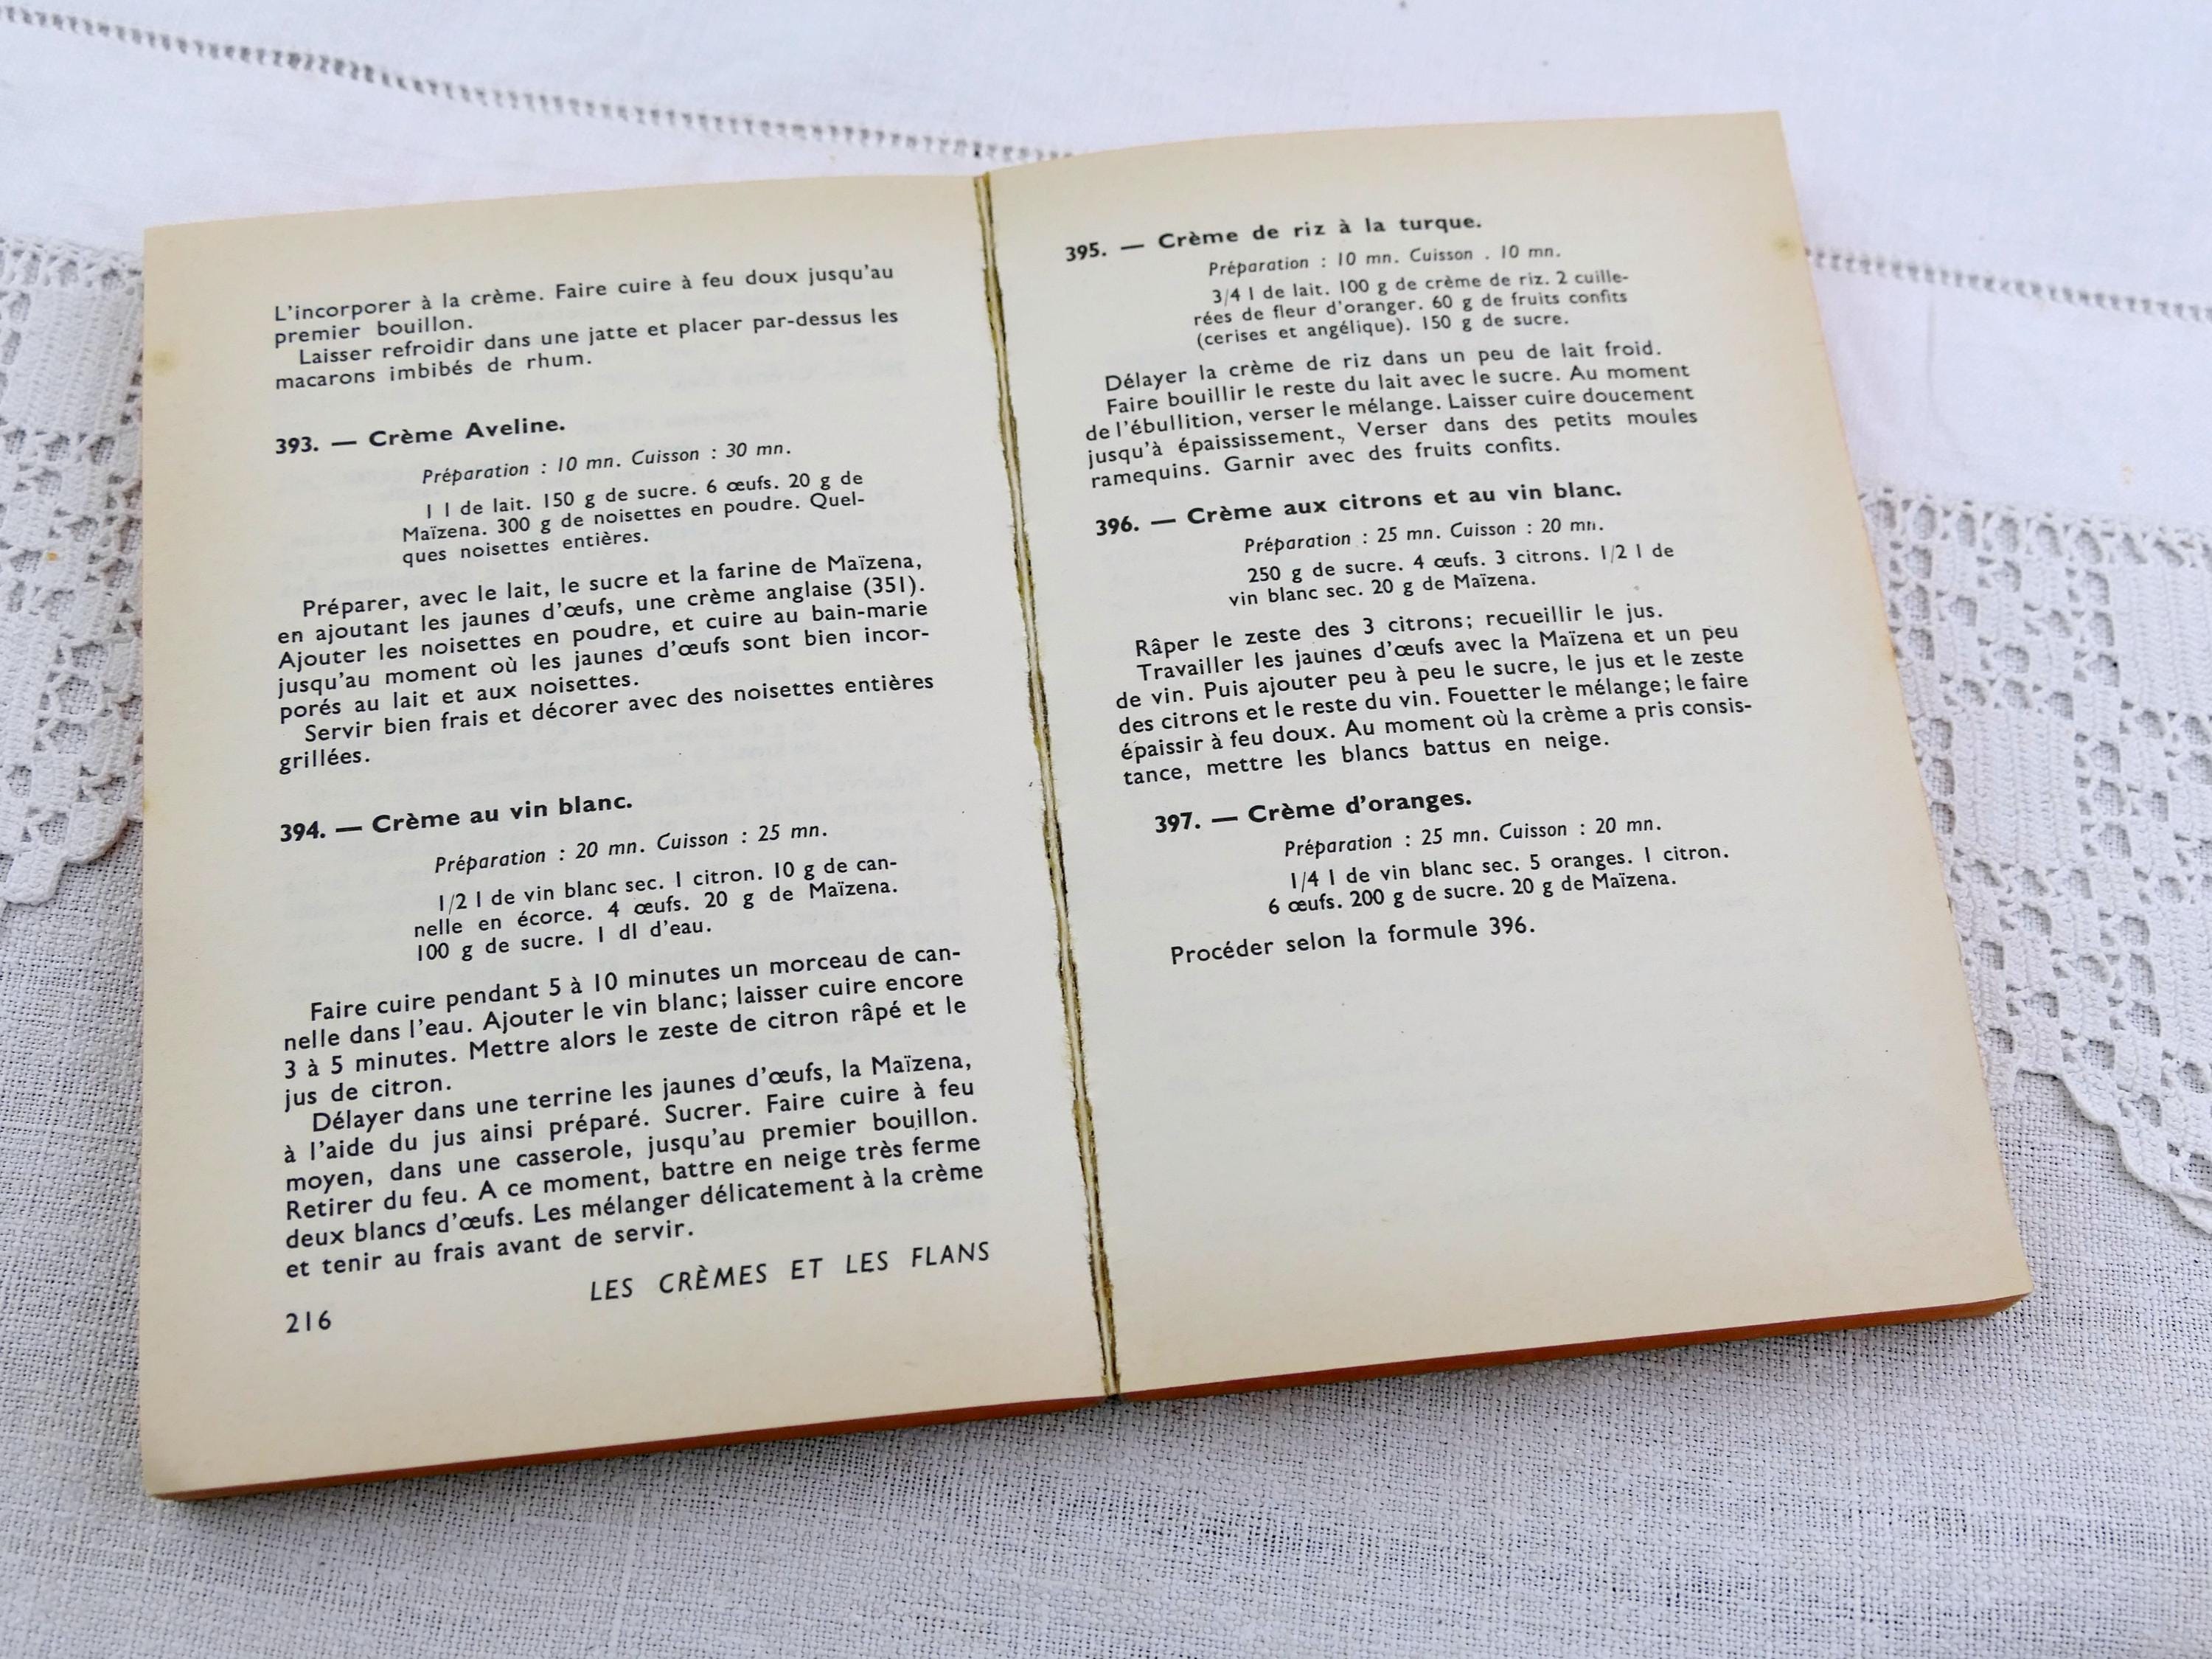 L'incorporer à la crème. Faire cuire à feu doux jusqu'au
premier bouillon.
Laisser refroidir dans une jatte et placer par-dessus les
macarons imbibés de rhum.
393. — Crème Aveline.
Préparation : 10 mn. Cuisson : 30 mn.
1 l de lait. 150 g de sucre. 6 œufs. 20 g de
Maïzena. 300 g de noisettes en poudre. Quel-
ques noisettes entières.
Préparer, avec le lait, le sucre et la farine de Maïzena,
en ajoutant les jaunes d'œufs, une crème anglaise (351).
Ajouter les noisettes en poudre, et cuire au bain-marie
jusqu'au moment où les jaunes d'œufs sont bien incor-
porés au lait et aux noisettes.
Servir bien frais et décorer avec des noisettes entières
grillées.
394. — Crème au vin blanc.
Préparation : 20 mn. Cuisson : 25 mn.
1/2 l de vin blanc sec. 1 citron. 10 g de can-
nelle en écorce. 4 œufs. 20 g de Maïzena.
100 g de sucre. 1 dl d'eau.
Faire cuire pendant 5 à 10 minutes un morceau de can-
nelle dans l'eau. Ajouter le vin blanc; laisser cuire encore
3 à 5 minutes. Mettre alors le zeste de citron râpé et le
jus de citron.
Délayer dans une terrine les jaunes d'œufs, la Maïzena,
à l'aide du jus ainsi préparé. Sucrer. Faire cuire à feu
moyen, dans une casserole, jusqu'au premier bouillon.
Retirer du feu. A ce moment, battre en neige très ferme
deux blancs d'œufs. Les mélanger délicatement à la crème
et tenir au frais avant de servir.
LES CRÈMES ET LES FLANS
216
395. — Crème de riz à la turque.
Préparation : 10 mn. Cuisson . 10 mn.
3/4 l de lait. 100 g de crème de riz. 2 cuille-
rées de fleur d'oranger. 60 g de fruits confits
(cerises et angélique). 150 g de sucre.
Délayer la crème de riz dans un peu de lait froid.
Faire bouillir le reste du lait avec le sucre. Au moment
de l'ébullition, verser le mélange. Laisser cuire doucement
jusqu'à épaississement., Verser dans des petits moules
ramequins. Garnir avec des fruits confits.
396. — Crème aux citrons et au vin blanc.
Préparation : 25 mn. Cuisson : 20 mn.
250 g de sucre. 4 œufs. 3 citrons. 1/2 l de
vin blanc sec. 20 g de Maïzena.
Râper le zeste des 3 citrons; recueillir le jus.
Travailler les jaunes d'œufs avec la Maïzena et un peu
de vin. Puis ajouter peu à peu le sucre, le jus et le zeste
des citrons et le reste du vin. Fouetter le mélange; le faire
épaissir à feu doux. Au moment où la crème a pris consis-
tance, mettre les blancs battus en neige.
397. — Crème d'oranges.
Préparation : 25 mn. Cuisson : 20 mn.
1/4 l de vin blanc sec. 5 oranges. 1 citron.
6 œufs. 200 g de sucre. 20 g de Maïzena.
Procéder selon la formule 396.